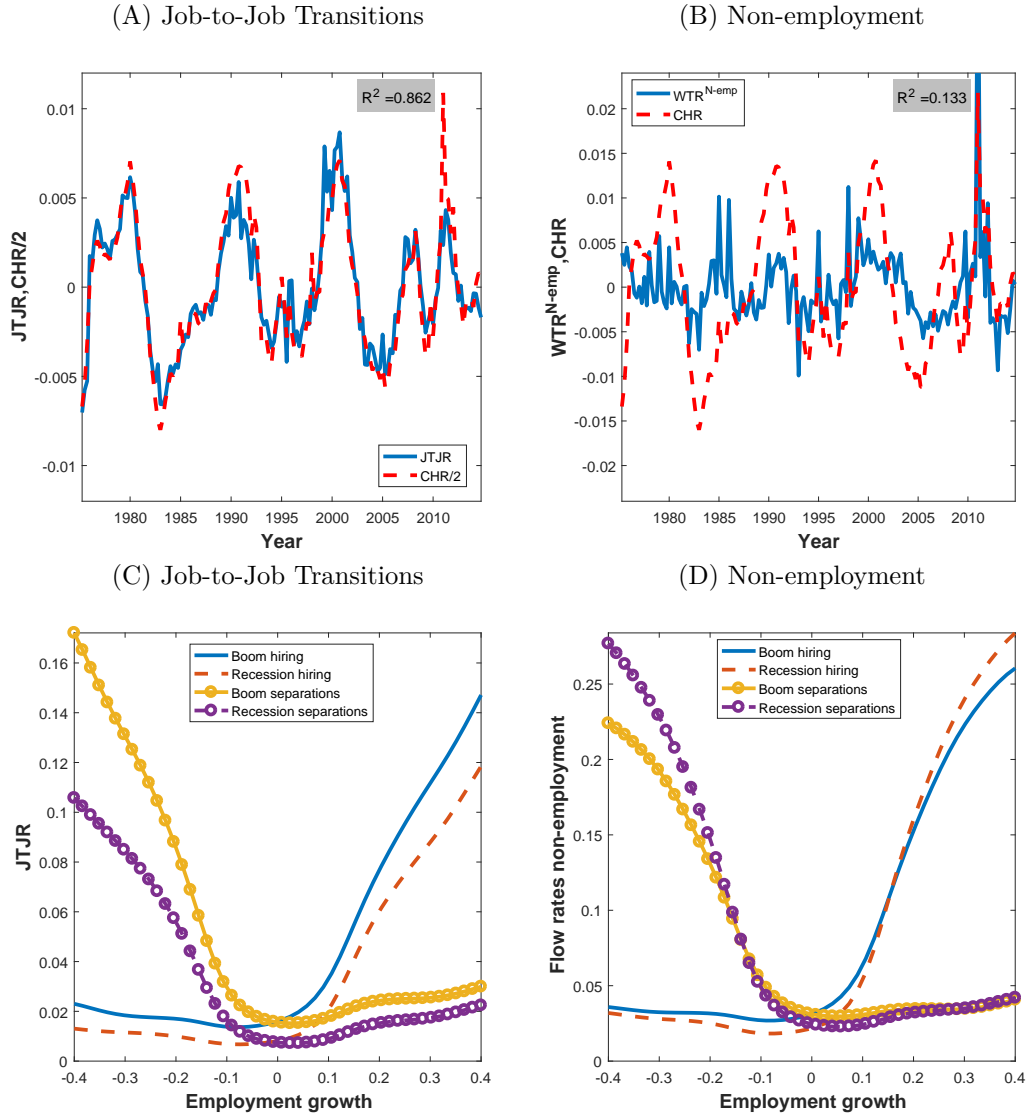 (A) Job-to-Job Transitions
(B) Non-employment
R² =0.862
0.01
0.005
0
-0.005
-0.01
JTJR,CHR/2
JTJR
CHR/2
1980 1985 1990 1995 2000 2005 2010
Year
WTR^N-emp
CHR
R² =0.133
0.02
0.015
0.01
0.005
0
-0.005
-0.01
-0.015
-0.02
WTR^N-emp,CHR
1980 1985 1990 1995 2000 2005 2010
Year
(C) Job-to-Job Transitions
(D) Non-employment
Boom hiring
Recession hiring
Boom separations
Recession separations
0.16
0.14
0.12
0.1
0.08
0.06
0.04
0.02
0
JTJR
-0.4 -0.3 -0.2 -0.1 0 0.1 0.2 0.3 0.4
Employment growth
Boom hiring
Recession hiring
Boom separations
Recession separations
0.25
0.2
0.15
0.1
0.05
0
Flow rates non-employment
-0.4 -0.3 -0.2 -0.1 0 0.1 0.2 0.3 0.4
Employment growth